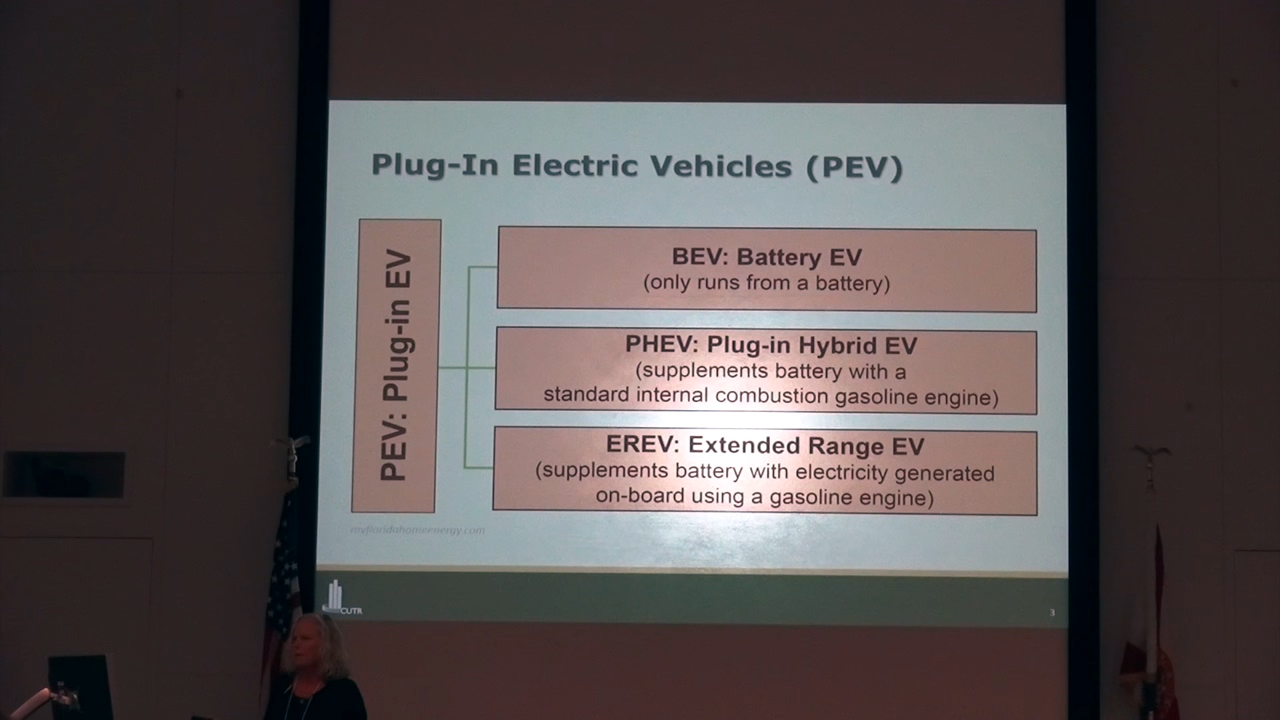 Plug-In Electric Vehicles (PEV)
PEV: Plug-in EV
BEV: Battery EV
(only runs from a battery)
PHEV: Plug-in Hybrid EV
(supplements battery with a
standard internal combustion gasoline engine)
EREV: Extended Range EV
(supplements battery with electricity generated
on-board using a gasoline engine)
myfloridahomeenergy.com
CUTR
3